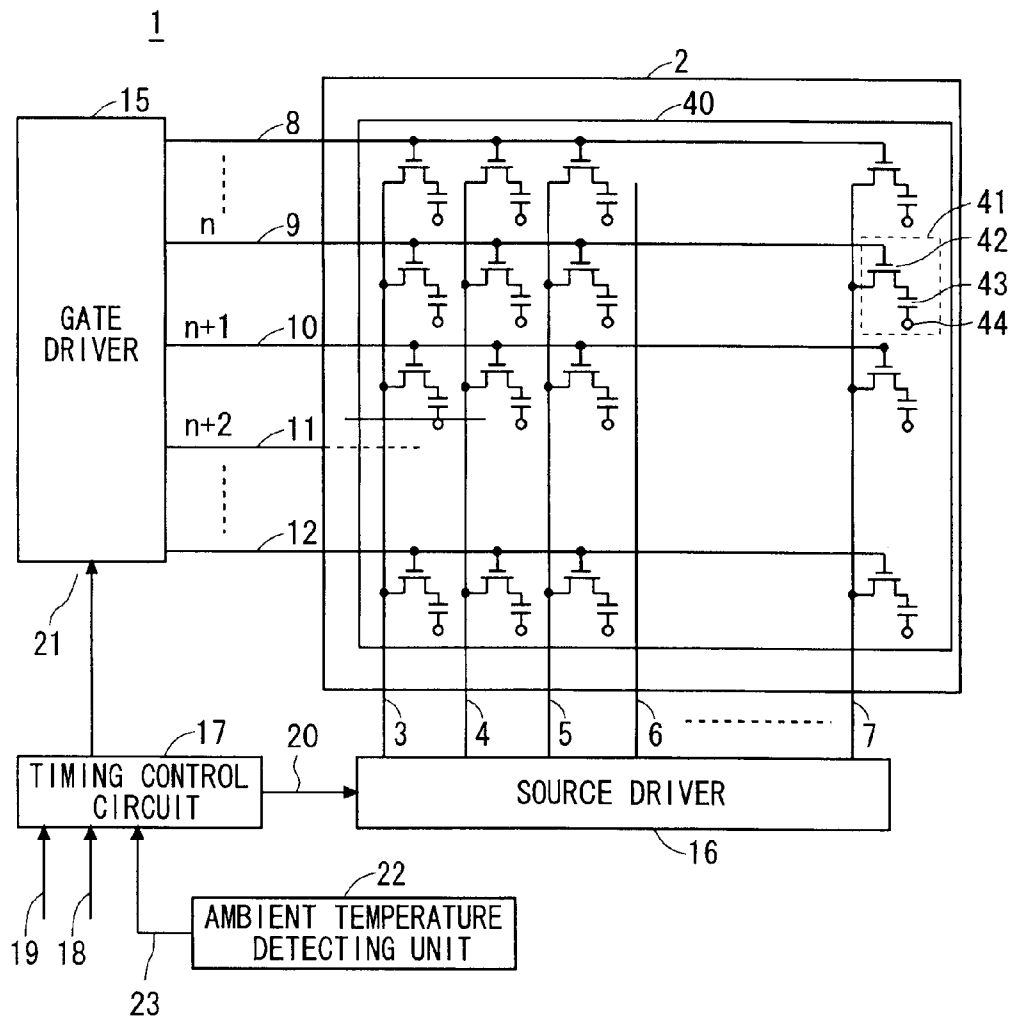 1
2
15
40
8
n
9
41
42
GATE
DRIVER
43
n+1
10
44
n+2
11
12
21
3
4
5
6
7
17
20
TIMING CONTROL
CIRCUIT
SOURCE DRIVER
16
22
19
18
AMBIENT TEMPERATURE
DETECTING UNIT
23